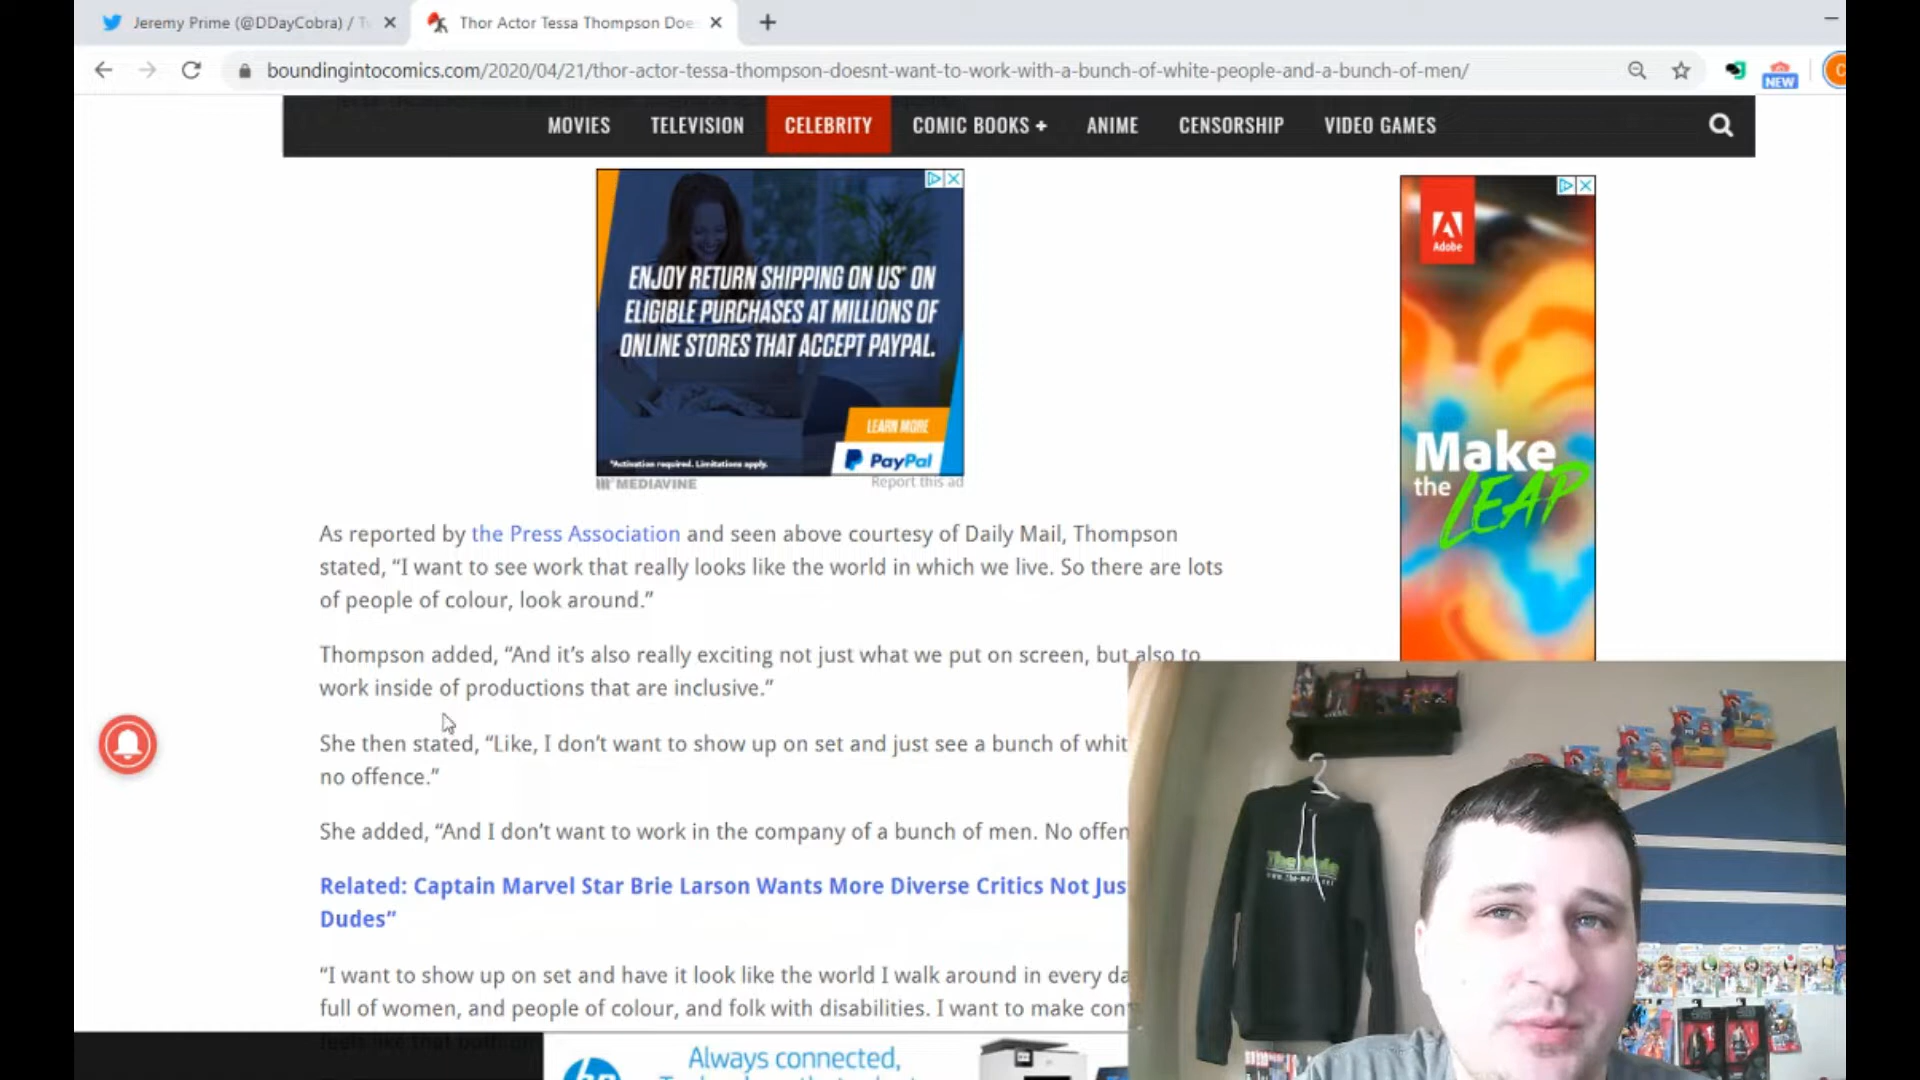 Jeremy Prime (@DDayCobra) /
Thor Actor Tessa Thompson Doe
boundingintocomics.com/2020/04/21/thor-actor-tessa-thompson-doesnt-want-to-work-with-a-bunch-of-white-people-and-a-bunch-of-men/
NEW
C
MOVIES TELEVISION CELEBRITY COMIC BOOKS + ANIME CENSORSHIP VIDEO GAMES
ENJOY RETURN SHIPPING ON US* ON
ELIGIBLE PURCHASES AT MILLIONS OF
ONLINE STORES THAT ACCEPT PAYPAL.
LEARN MORE
*Activation required. Limitations apply.
PayPal
MEDIAVINE
Report this ad
Adobe
Make
the LEAP
As reported by the Press Association and seen above courtesy of Daily Mail, Thompson
stated, “I want to see work that really looks like the world in which we live. So there are lots
of people of colour, look around.”
Thompson added, “And it’s also really exciting not just what we put on screen, but also to
work inside of productions that are inclusive.”
She then stated, “Like, I don’t want to show up on set and just see a bunch of whit
no offence.”
She added, “And I don’t want to work in the company of a bunch of men. No offen
Related: Captain Marvel Star Brie Larson Wants More Diverse Critics Not Jus
Dudes”
“I want to show up on set and have it look like the world I walk around in every da
full of women, and people of colour, and folk with disabilities. I want to make con
feels like that both
hp
Always connected,
The Mole
www.the-mole.net